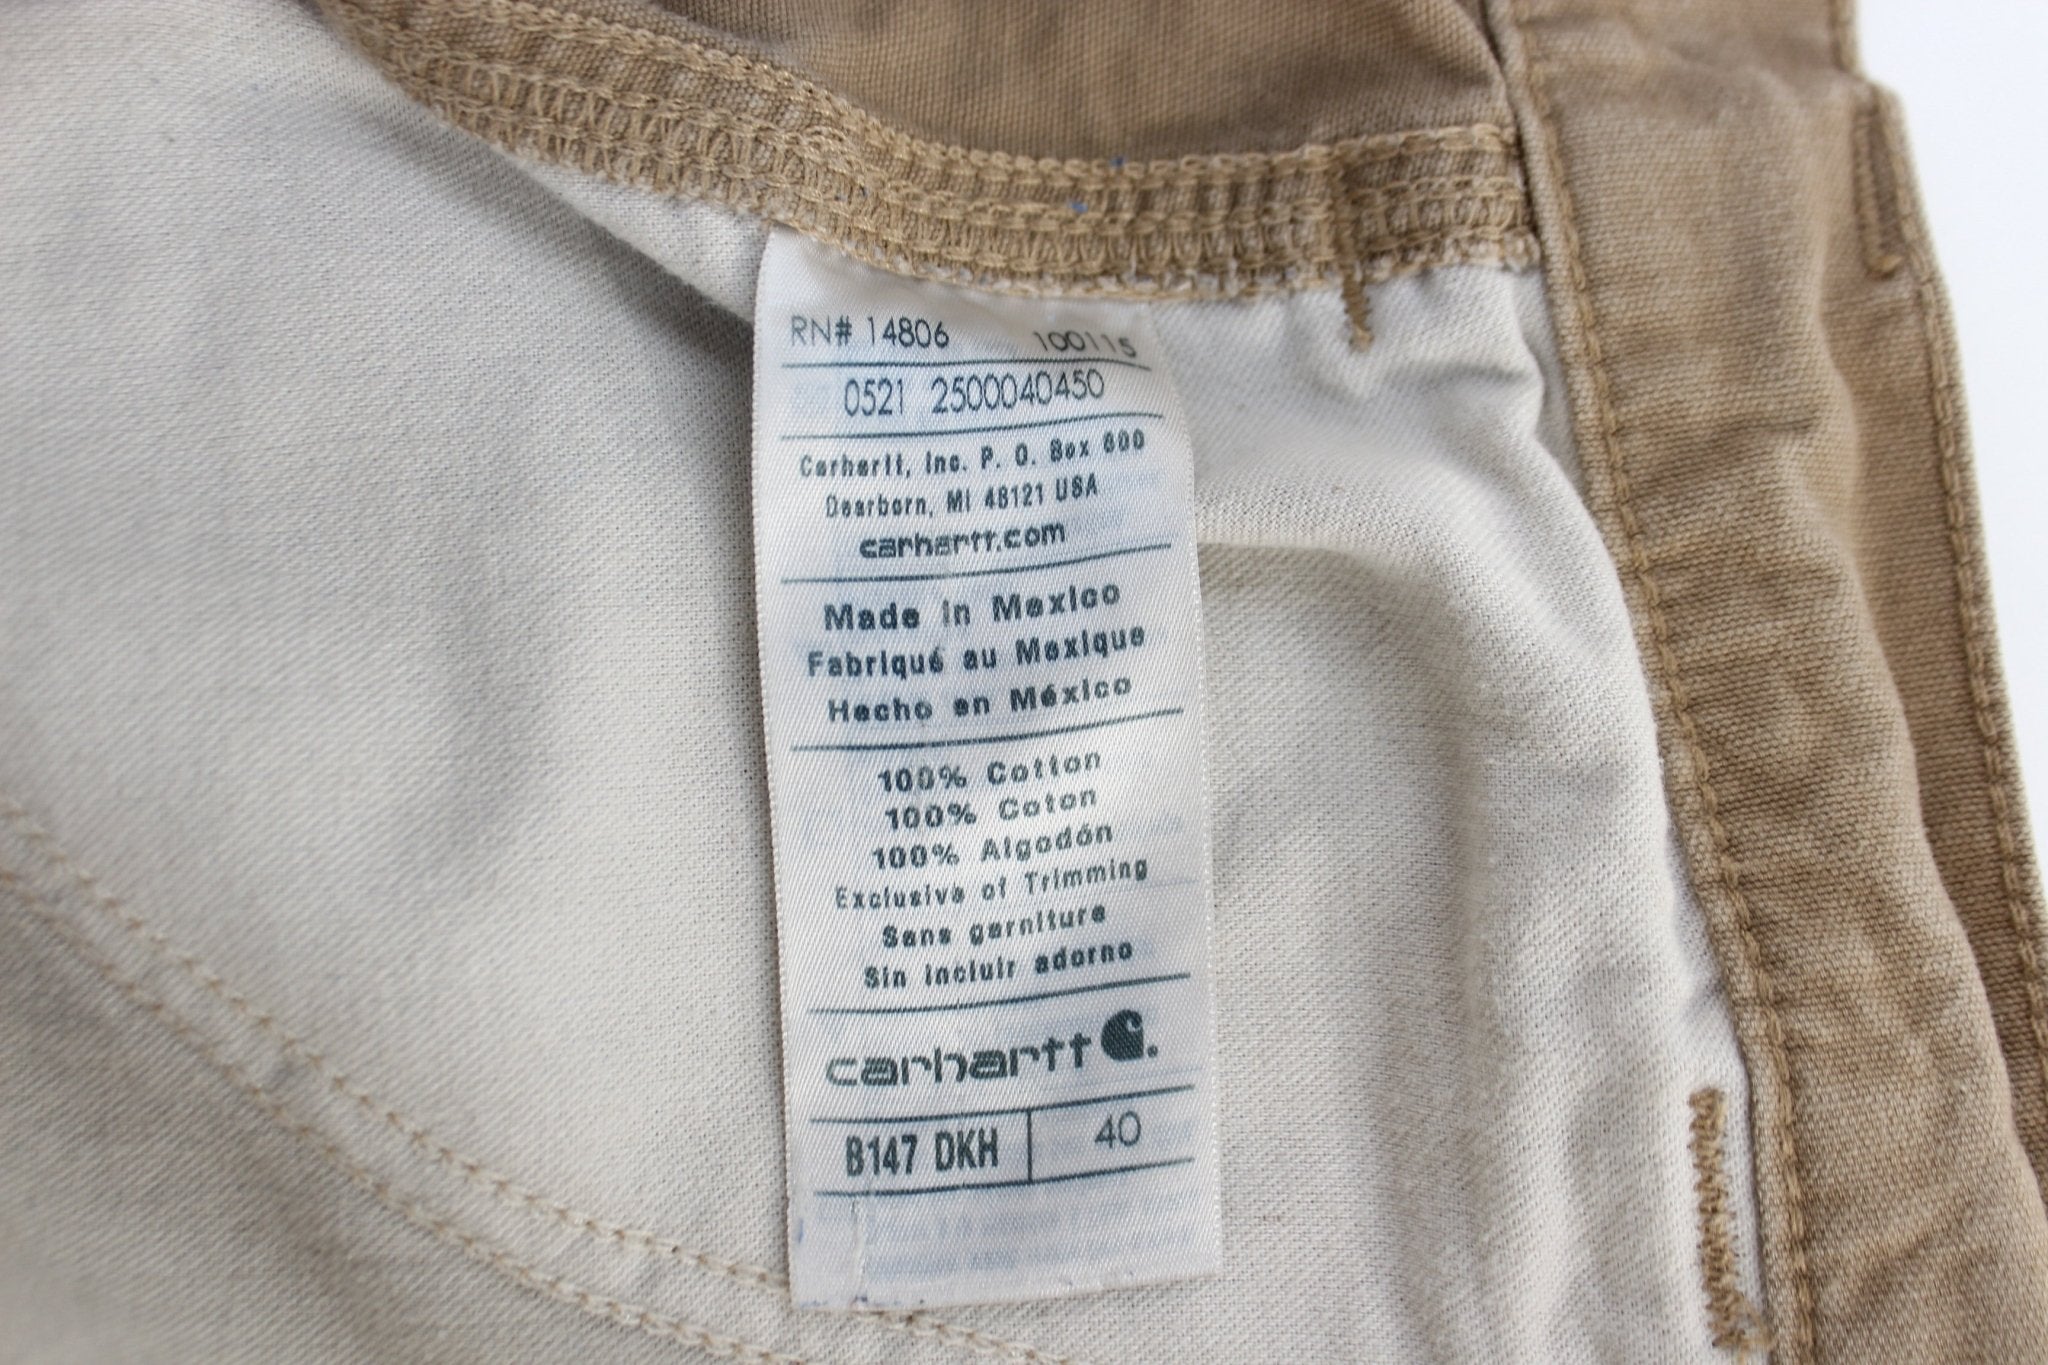 RN# 14806 100115
0521 2500040450
Carhartt, Inc. P. O. Box 600
Dearborn, MI 48121 USA
carhartt.com
Made in Mexico
Fabriqué au Mexique
Hecho en México
100% Cotton
100% Coton
100% Algodón
Exclusive of Trimming
Sans garniture
Sin incluir adorno
carhartt
B147 DKH 40